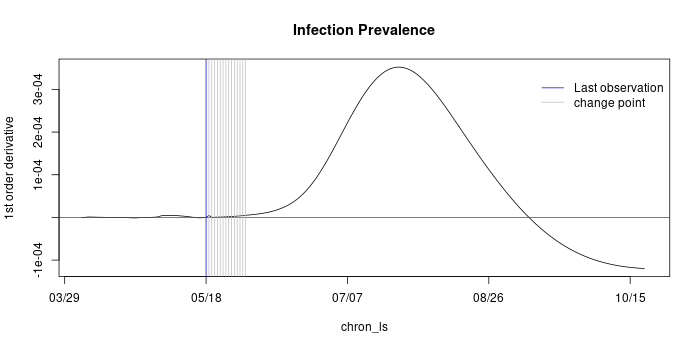 Infection Prevalence
1st order derivative
3e-04
2e-04
1e-04
-1e-04
Last observation
change point
03/29 05/18 07/07 08/26 10/15
chron_ls